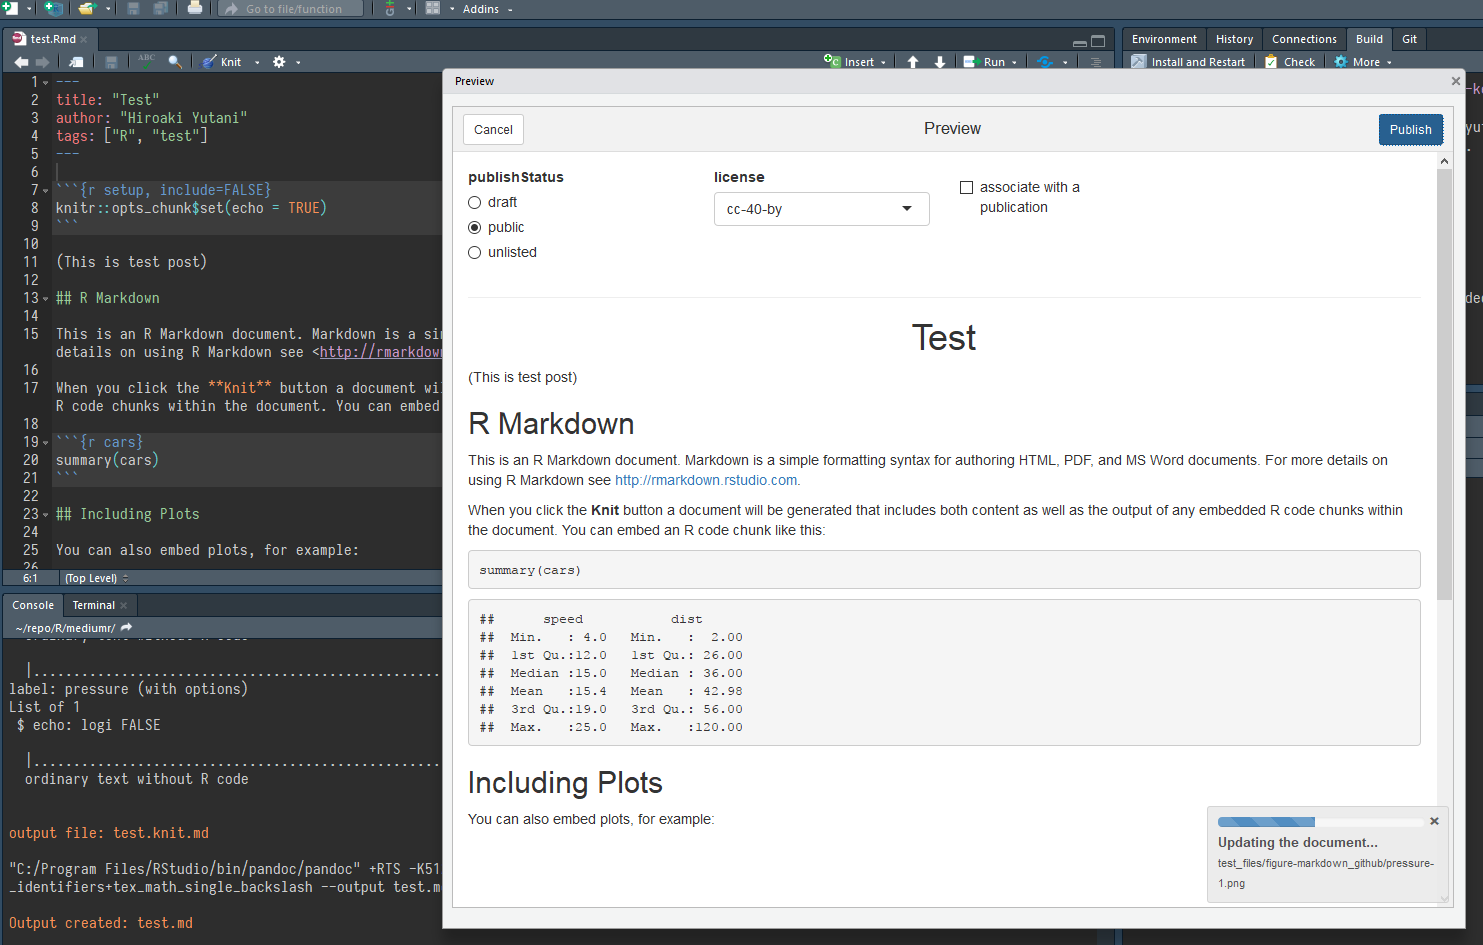 Go to file/function
Addins
test.Rmd
ABC
Knit
Insert
Run
1 ---
2 title: "Test"
3 author: "Hiroaki Yutani"
4 tags: ["R", "test"]
5 ---
6
7 ```{r setup, include=FALSE}
8 knitr::opts_chunk$set(echo = TRUE)
9 ```
10
11 (This is test post)
12
13 ## R Markdown
14
15 This is an R Markdown document. Markdown is a
details on using R Markdown see <http://rmarkdow
16
17 When you click the **Knit** button a document
R code chunks within the document. You can embed
18
19 ```{r cars}
20 summary(cars)
21 ```
22
23 ## Including Plots
24
25 You can also embed plots, for example:
26
6:1 (Top Level)
Console Terminal
~/repo/R/mediumr/
ordinary text without R code
|....................................................
label: pressure (with options)
List of 1
$ echo: logi FALSE
|....................................................
ordinary text without R code
output file: test.knit.md
"C:/Program Files/RStudio/bin/pandoc/pandoc" +RTS -K51
_identifiers+tex_math_single_backslash --output test.m
Output created: test.md
Environment History Connections Build Git
Install and Restart Check More
Preview
Cancel
Preview
Publish
publishStatus
draft
public
unlisted
license
cc-40-by
associate with a
publication
Test
(This is test post)
R Markdown
This is an R Markdown document. Markdown is a simple formatting syntax for authoring HTML, PDF, and MS Word documents. For more details on
using R Markdown see http://rmarkdown.rstudio.com.
When you click the Knit button a document will be generated that includes both content as well as the output of any embedded R code chunks within
the document. You can embed an R code chunk like this:
summary(cars)
##      speed           dist
##  Min.   : 4.0   Min.   :  2.00
##  1st Qu.:12.0   1st Qu.: 26.00
##  Median :15.0   Median : 36.00
##  Mean   :15.4   Mean   : 42.98
##  3rd Qu.:19.0   3rd Qu.: 56.00
##  Max.   :25.0   Max.   :120.00
Including Plots
You can also embed plots, for example:
Updating the document...
test_files/figure-markdown_github/pressure-
1.png